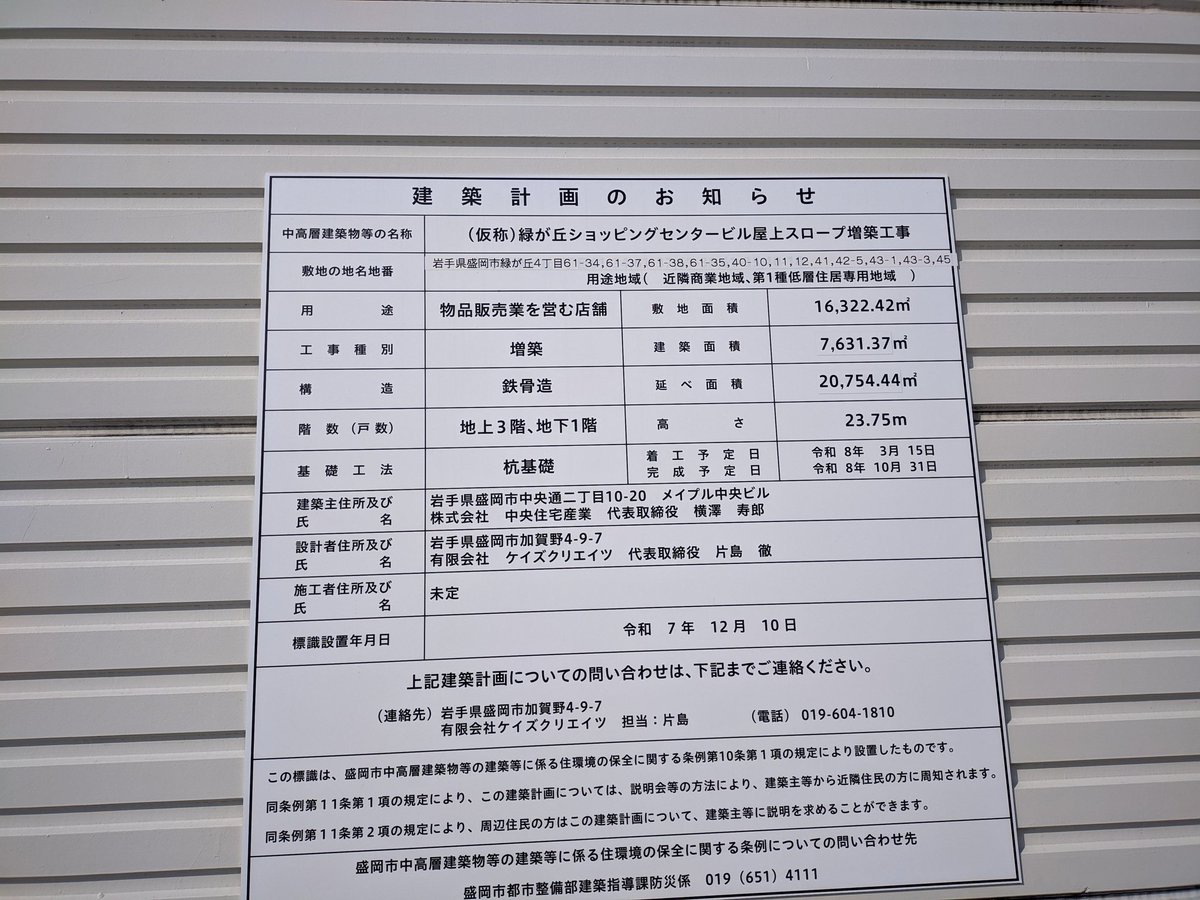 建築計画のお知らせ
中高層建築物等の名称 （仮称）緑が丘ショッピングセンタービル屋上スロープ増築工事
敷地の地名地番 岩手県盛岡市緑が丘4丁目61-34,61-37,61-38,61-35,40-10,11,12,41,42-5,43-1,43-3,45
用途地域（ 近隣商業地域、第1種低層住居専用地域 ）
用途 物品販売業を営む店舗 敷地面積 16,322.42㎡
工事種別 増築 建築面積 7,631.37㎡
構造 鉄骨造 延べ面積 20,754.44㎡
階数（戸数） 地上3階、地下1階 高さ 23.75m
基礎工法 杭基礎 着工予定日 令和 8年 3月 15日
完成予定日 令和 8年 10月 31日
建築主住所及び 岩手県盛岡市中央通二丁目10-20 メイプル中央ビル
氏名 株式会社 中央住宅産業 代表取締役 横澤 寿郎
設計者住所及び 岩手県盛岡市加賀野4-9-7
氏名 有限会社 ケイズクリエイツ 代表取締役 片島 徹
施工者住所及び 未定
氏名
標識設置年月日 令和 7年 12月 10日
上記建築計画についての問い合わせは、下記までご連絡ください。
（連絡先）岩手県盛岡市加賀野4-9-7
有限会社ケイズクリエイツ 担当：片島 （電話） 019-604-1810
この標識は、盛岡市中高層建築物等の建築等に係る住環境の保全に関する条例第10条第１項の規定により設置したものです。
同条例第１１条第１項の規定により、この建築計画については、説明会等の方法により、建築主等から近隣住民の方に周知されます。
同条例第１１条第２項の規定により、周辺住民の方はこの建築計画について、建築主等に説明を求めることができます。
盛岡市中高層建築物等の建築等に係る住環境の保全に関する条例についての問い合わせ先
盛岡市都市整備部建築指導課防災係 019（651）4111